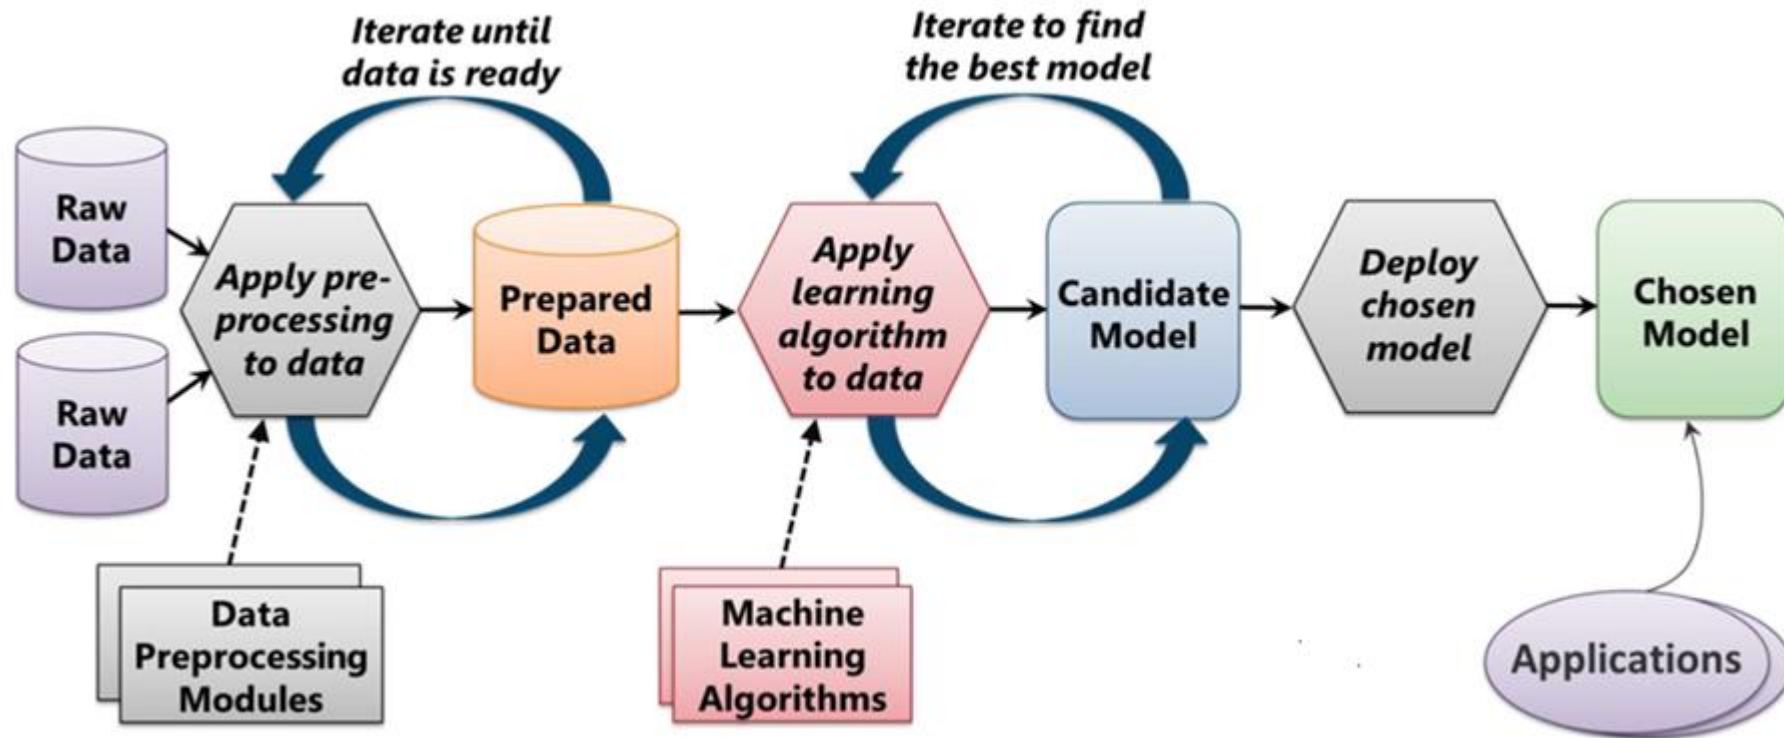 Iterate until
data is ready
Iterate to find
the best model
Raw
Data
Raw
Data
Apply pre-
processing
to data
Prepared
Data
Apply
learning
algorithm
to data
Candidate
Model
Deploy
chosen
model
Chosen
Model
Data
Preprocessing
Modules
Machine
Learning
Algorithms
Applications